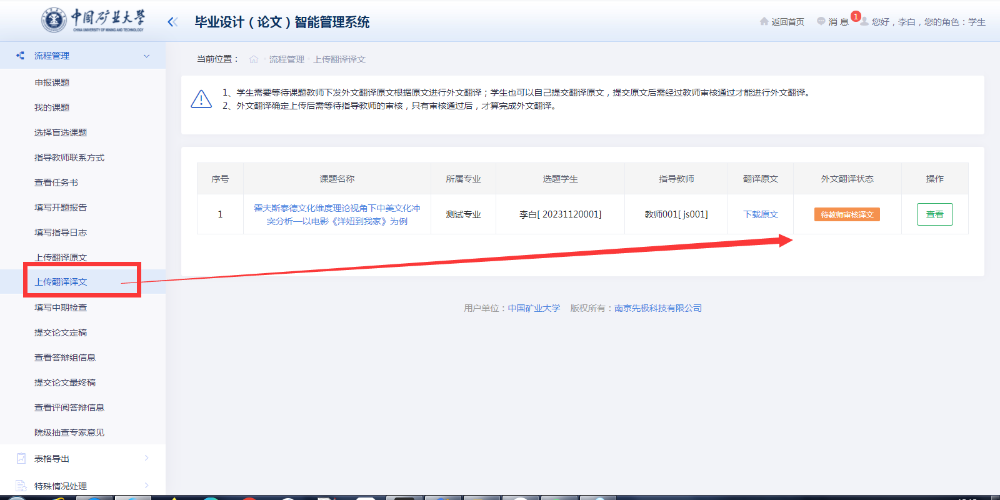 中国矿业大学
CHINA UNIVERSITY OF MINING AND TECHNOLOGY
毕业设计（论文）智能管理系统
返回首页
消 息
1
您好，李白，您的角色：学生
流程管理
申报课题
我的课题
选择盲选课题
指导教师联系方式
查看任务书
填写开题报告
填写指导日志
上传翻译原文
上传翻译译文
填写中期检查
提交论文定稿
查看答辩组信息
提交论文最终稿
查看评阅答辩信息
院级抽查专家意见
表格导出
特殊情况处理
当前位置：
流程管理
上传翻译译文
1、学生需要等待课题教师下发外文翻译原文根据原文进行外文翻译；学生也可以自己提交翻译原文，提交原文后需经过教师审核通过才能进行外文翻译。
2、外文翻译确定上传后需等待指导教师的审核，只有审核通过后，才算完成外文翻译。
序号
课题名称
所属专业
选题学生
指导教师
翻译原文
外文翻译状态
操作
1
霍夫斯泰德文化维度理论视角下中美文化冲
突分析—以电影《洋妞到我家》为例
测试专业
李白[ 20231120001]
教师001[ js001]
下载原文
待教师审核译文
查看
用户单位：中国矿业大学 版权所有：南京先极科技有限公司